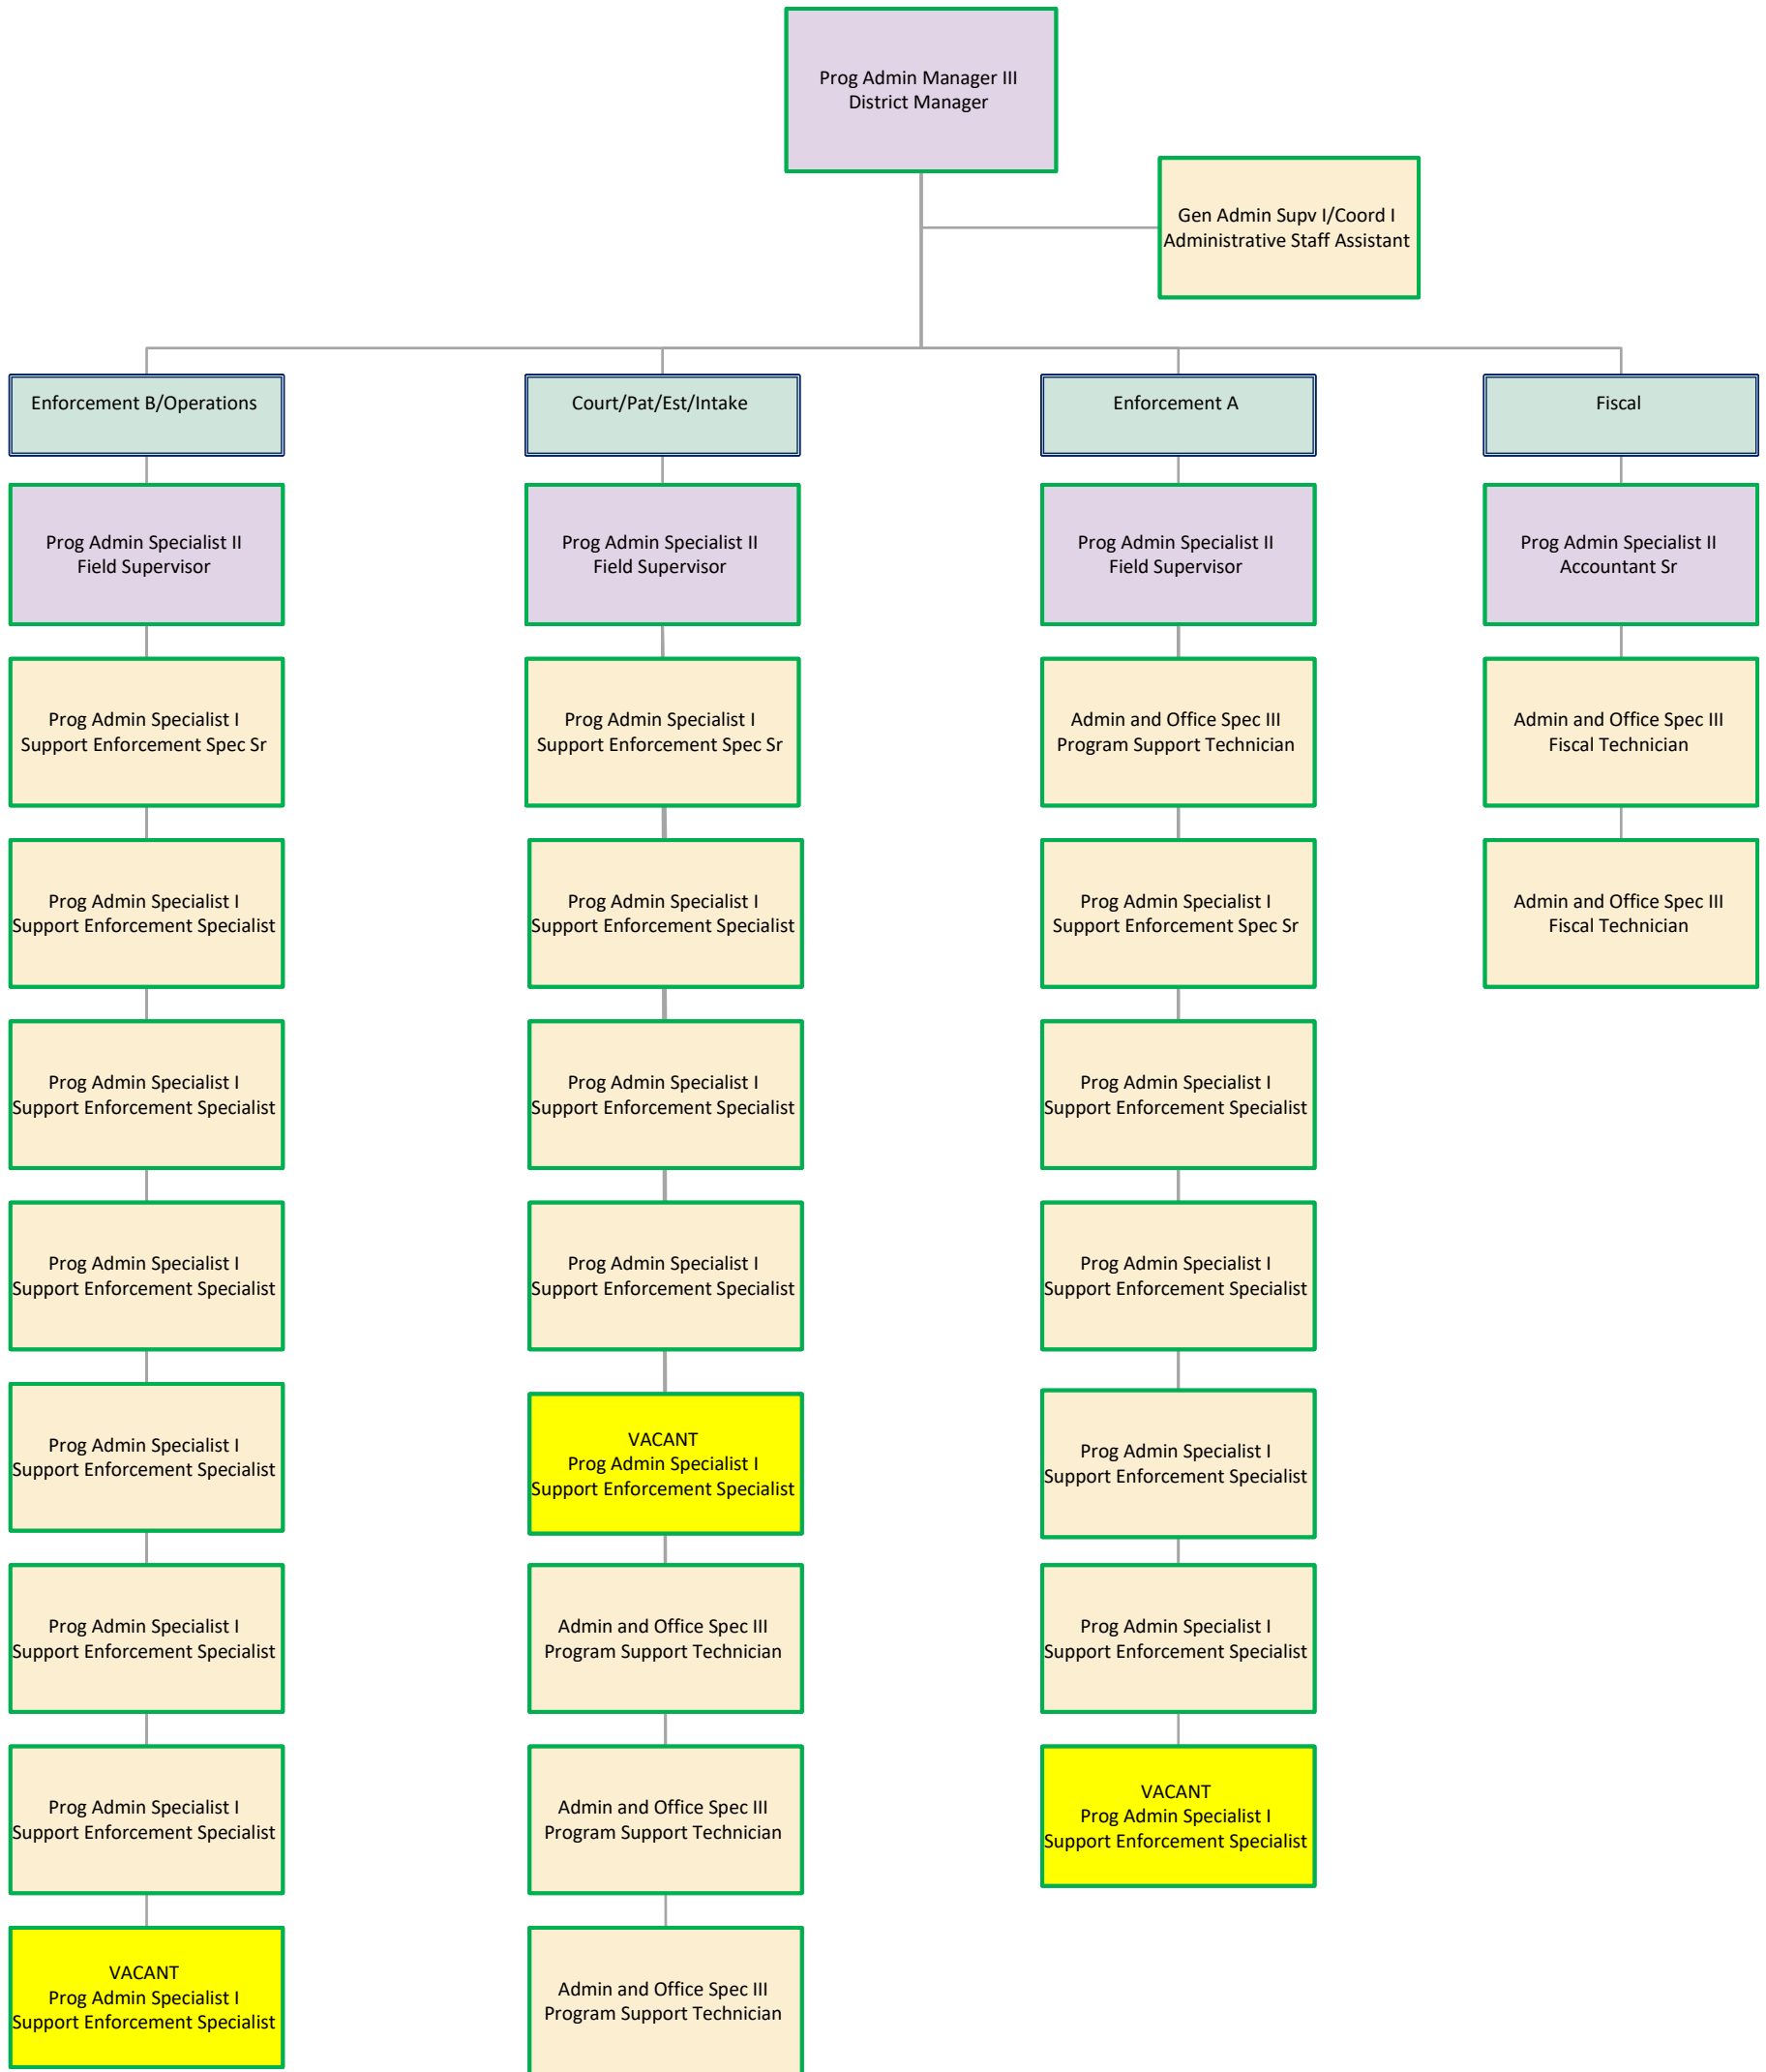 Prog Admin Manager III
District Manager
Gen Admin Supv I/Coord I
Administrative Staff Assistant
Enforcement B/Operations
Court/Pat/Est/Intake
Enforcement A
Fiscal
Prog Admin Specialist II
Field Supervisor
Prog Admin Specialist II
Field Supervisor
Prog Admin Specialist II
Field Supervisor
Prog Admin Specialist II
Accountant Sr
Prog Admin Specialist I
Support Enforcement Spec Sr
Prog Admin Specialist I
Support Enforcement Spec Sr
Admin and Office Spec III
Program Support Technician
Admin and Office Spec III
Fiscal Technician
Prog Admin Specialist I
Support Enforcement Specialist
Prog Admin Specialist I
Support Enforcement Specialist
Prog Admin Specialist I
Support Enforcement Spec Sr
Admin and Office Spec III
Fiscal Technician
Prog Admin Specialist I
Support Enforcement Specialist
Prog Admin Specialist I
Support Enforcement Specialist
Prog Admin Specialist I
Support Enforcement Specialist
Prog Admin Specialist I
Support Enforcement Specialist
Prog Admin Specialist I
Support Enforcement Specialist
Prog Admin Specialist I
Support Enforcement Specialist
Prog Admin Specialist I
Support Enforcement Specialist
VACANT
Prog Admin Specialist I
Support Enforcement Specialist
Prog Admin Specialist I
Support Enforcement Specialist
Prog Admin Specialist I
Support Enforcement Specialist
Admin and Office Spec III
Program Support Technician
Prog Admin Specialist I
Support Enforcement Specialist
Prog Admin Specialist I
Support Enforcement Specialist
Admin and Office Spec III
Program Support Technician
VACANT
Prog Admin Specialist I
Support Enforcement Specialist
VACANT
Prog Admin Specialist I
Support Enforcement Specialist
Admin and Office Spec III
Program Support Technician